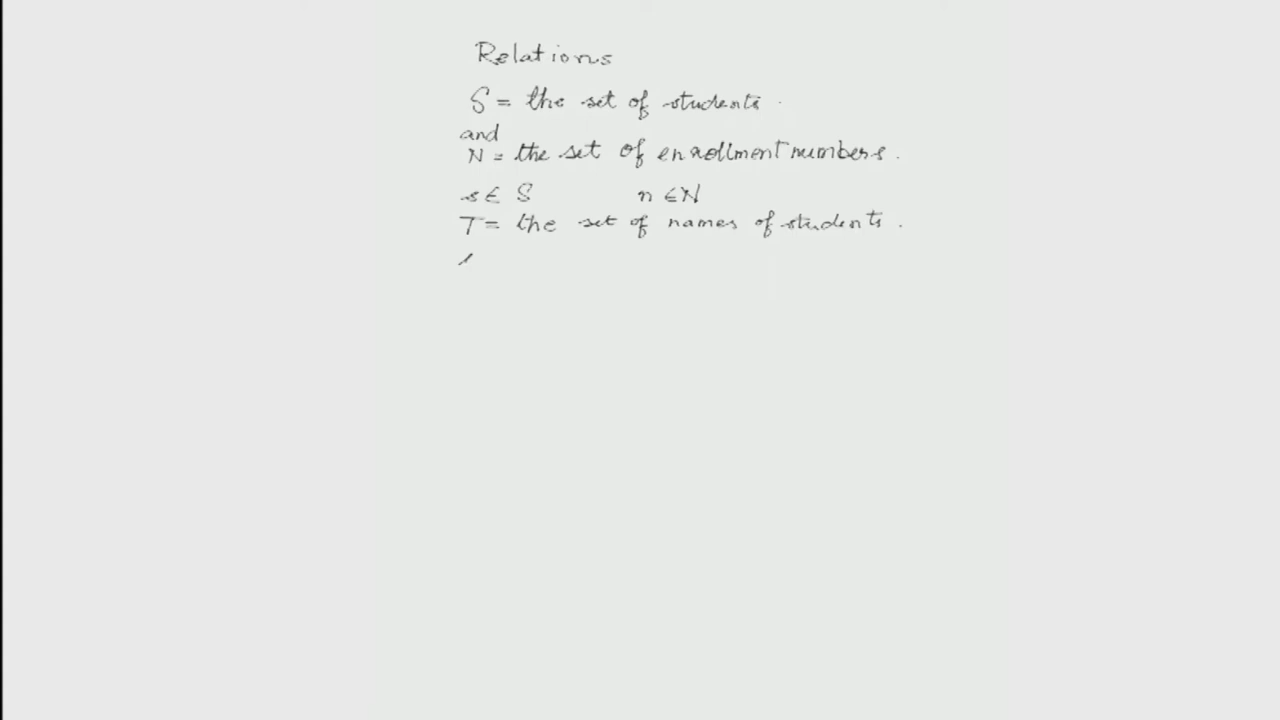 Relations
S = the set of students
and
N = the set of enrollment numbers.
s ∈ S n ∈ N
T = the set of names of students.